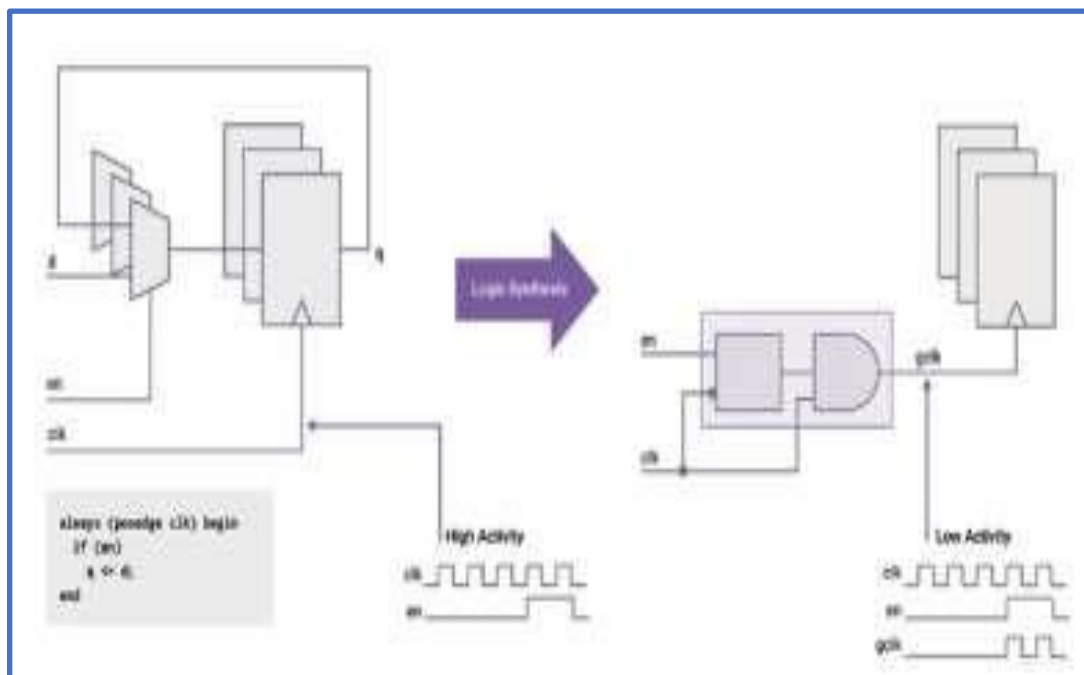 d
q
en
clk
always (posedge clk) begin
if (en)
q <= d;
end
High Activity
clk
en
Logic Synthesis
en
clk
gclk
Low Activity
clk
en
gclk